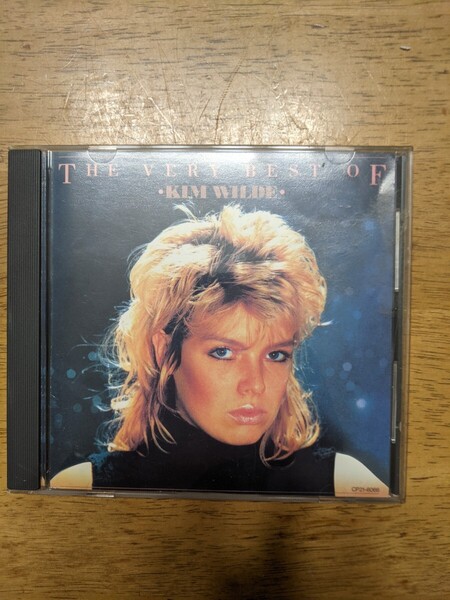 THE VERY BEST OF
•KIM WILDE•